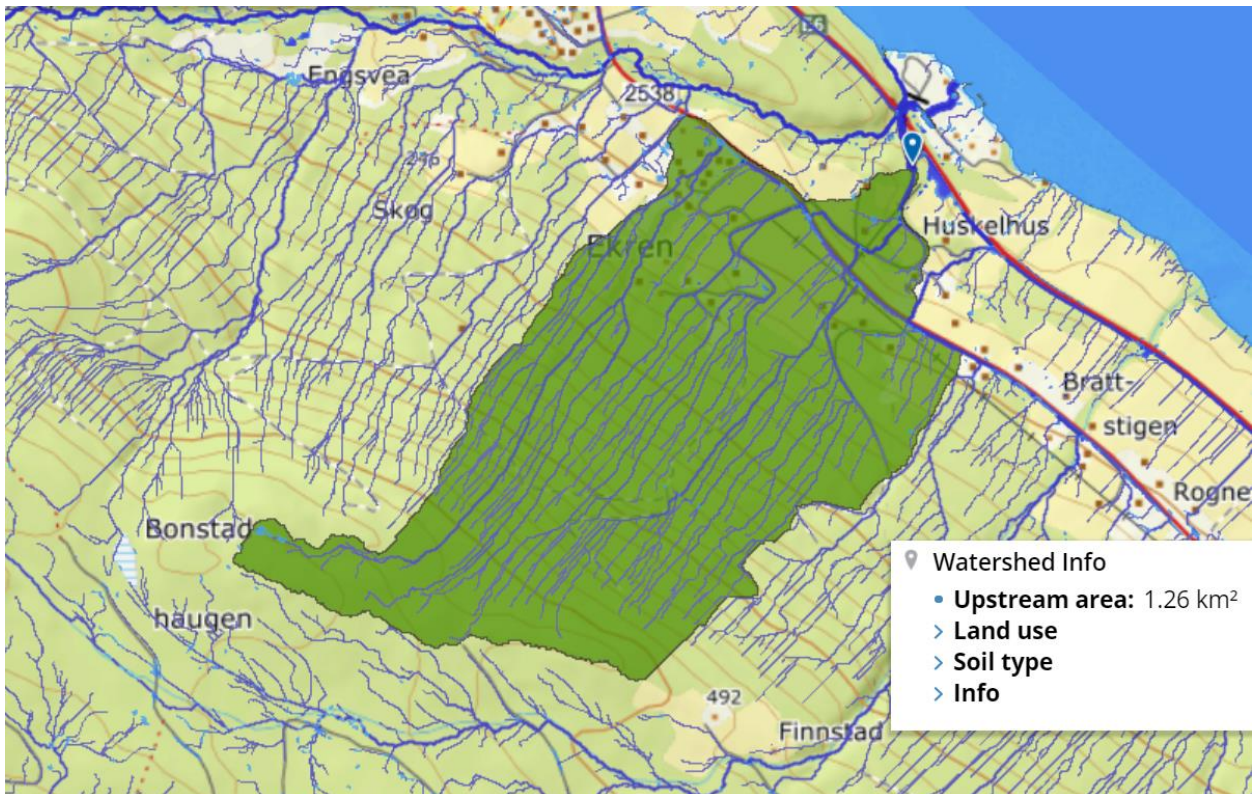 E6
Engsvea
2538
246
Skog
Huskelhus
Ekren
Bratt-
stigen
Rogne
Bonstad
haugen
492
Finnstad
Watershed Info
Upstream area: 1.26 km²
Land use
Soil type
Info